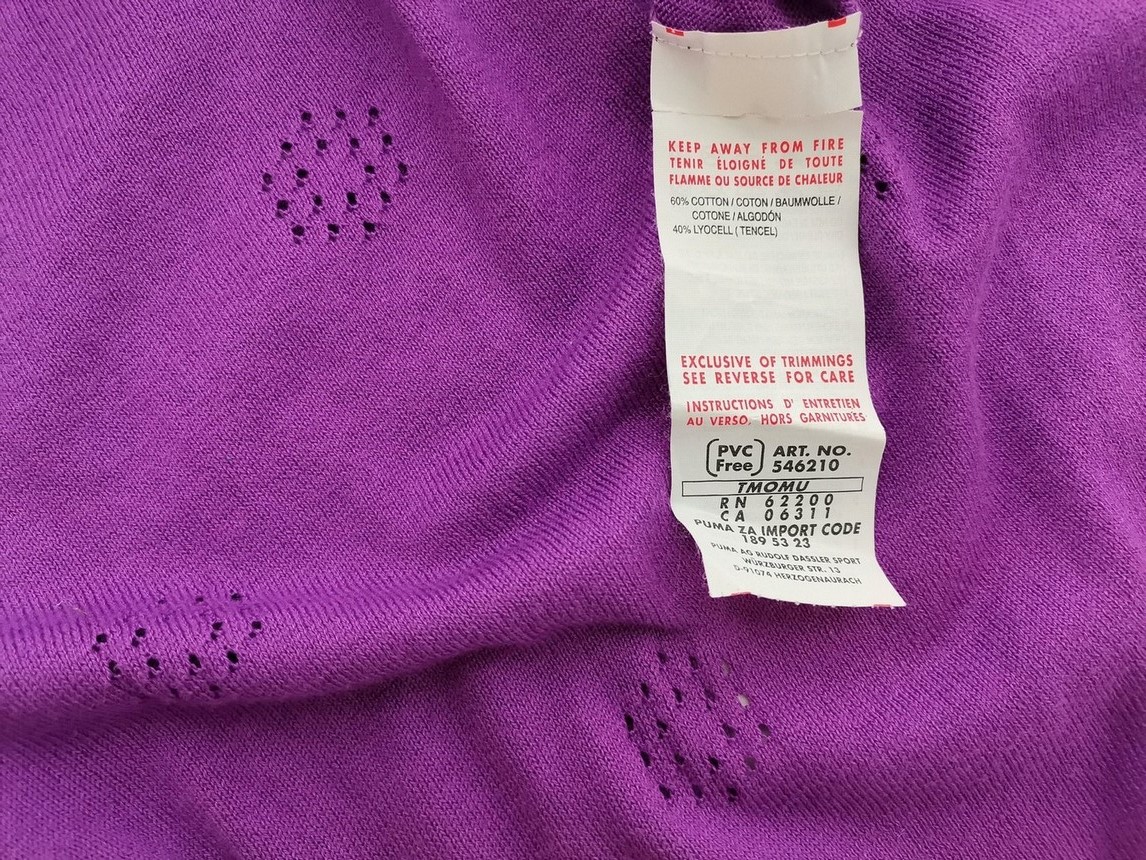 KEEP AWAY FROM FIRE
TENIR ÉLOIGNÉ DE TOUTE
FLAMME OU SOURCE DE CHALEUR
60% COTTON / COTON / BAUMWOLLE /
COTONE / ALGODÓN
40% LYOCELL ( TENCEL)
EXCLUSIVE OF TRIMMINGS
SEE REVERSE FOR CARE
INSTRUCTIONS D' ENTRETIEN
AU VERSO, HORS GARNITURES
PVC ART. NO.
Free 546210
TMOMU
RN 62200
CA 06311
PUMA ZA IMPORT CODE
189 53 23
PUMA AG RUDOLF DASSLER SPORT
WÜRZBURGER STR. 13
D-91074 HERZOGENAURACH